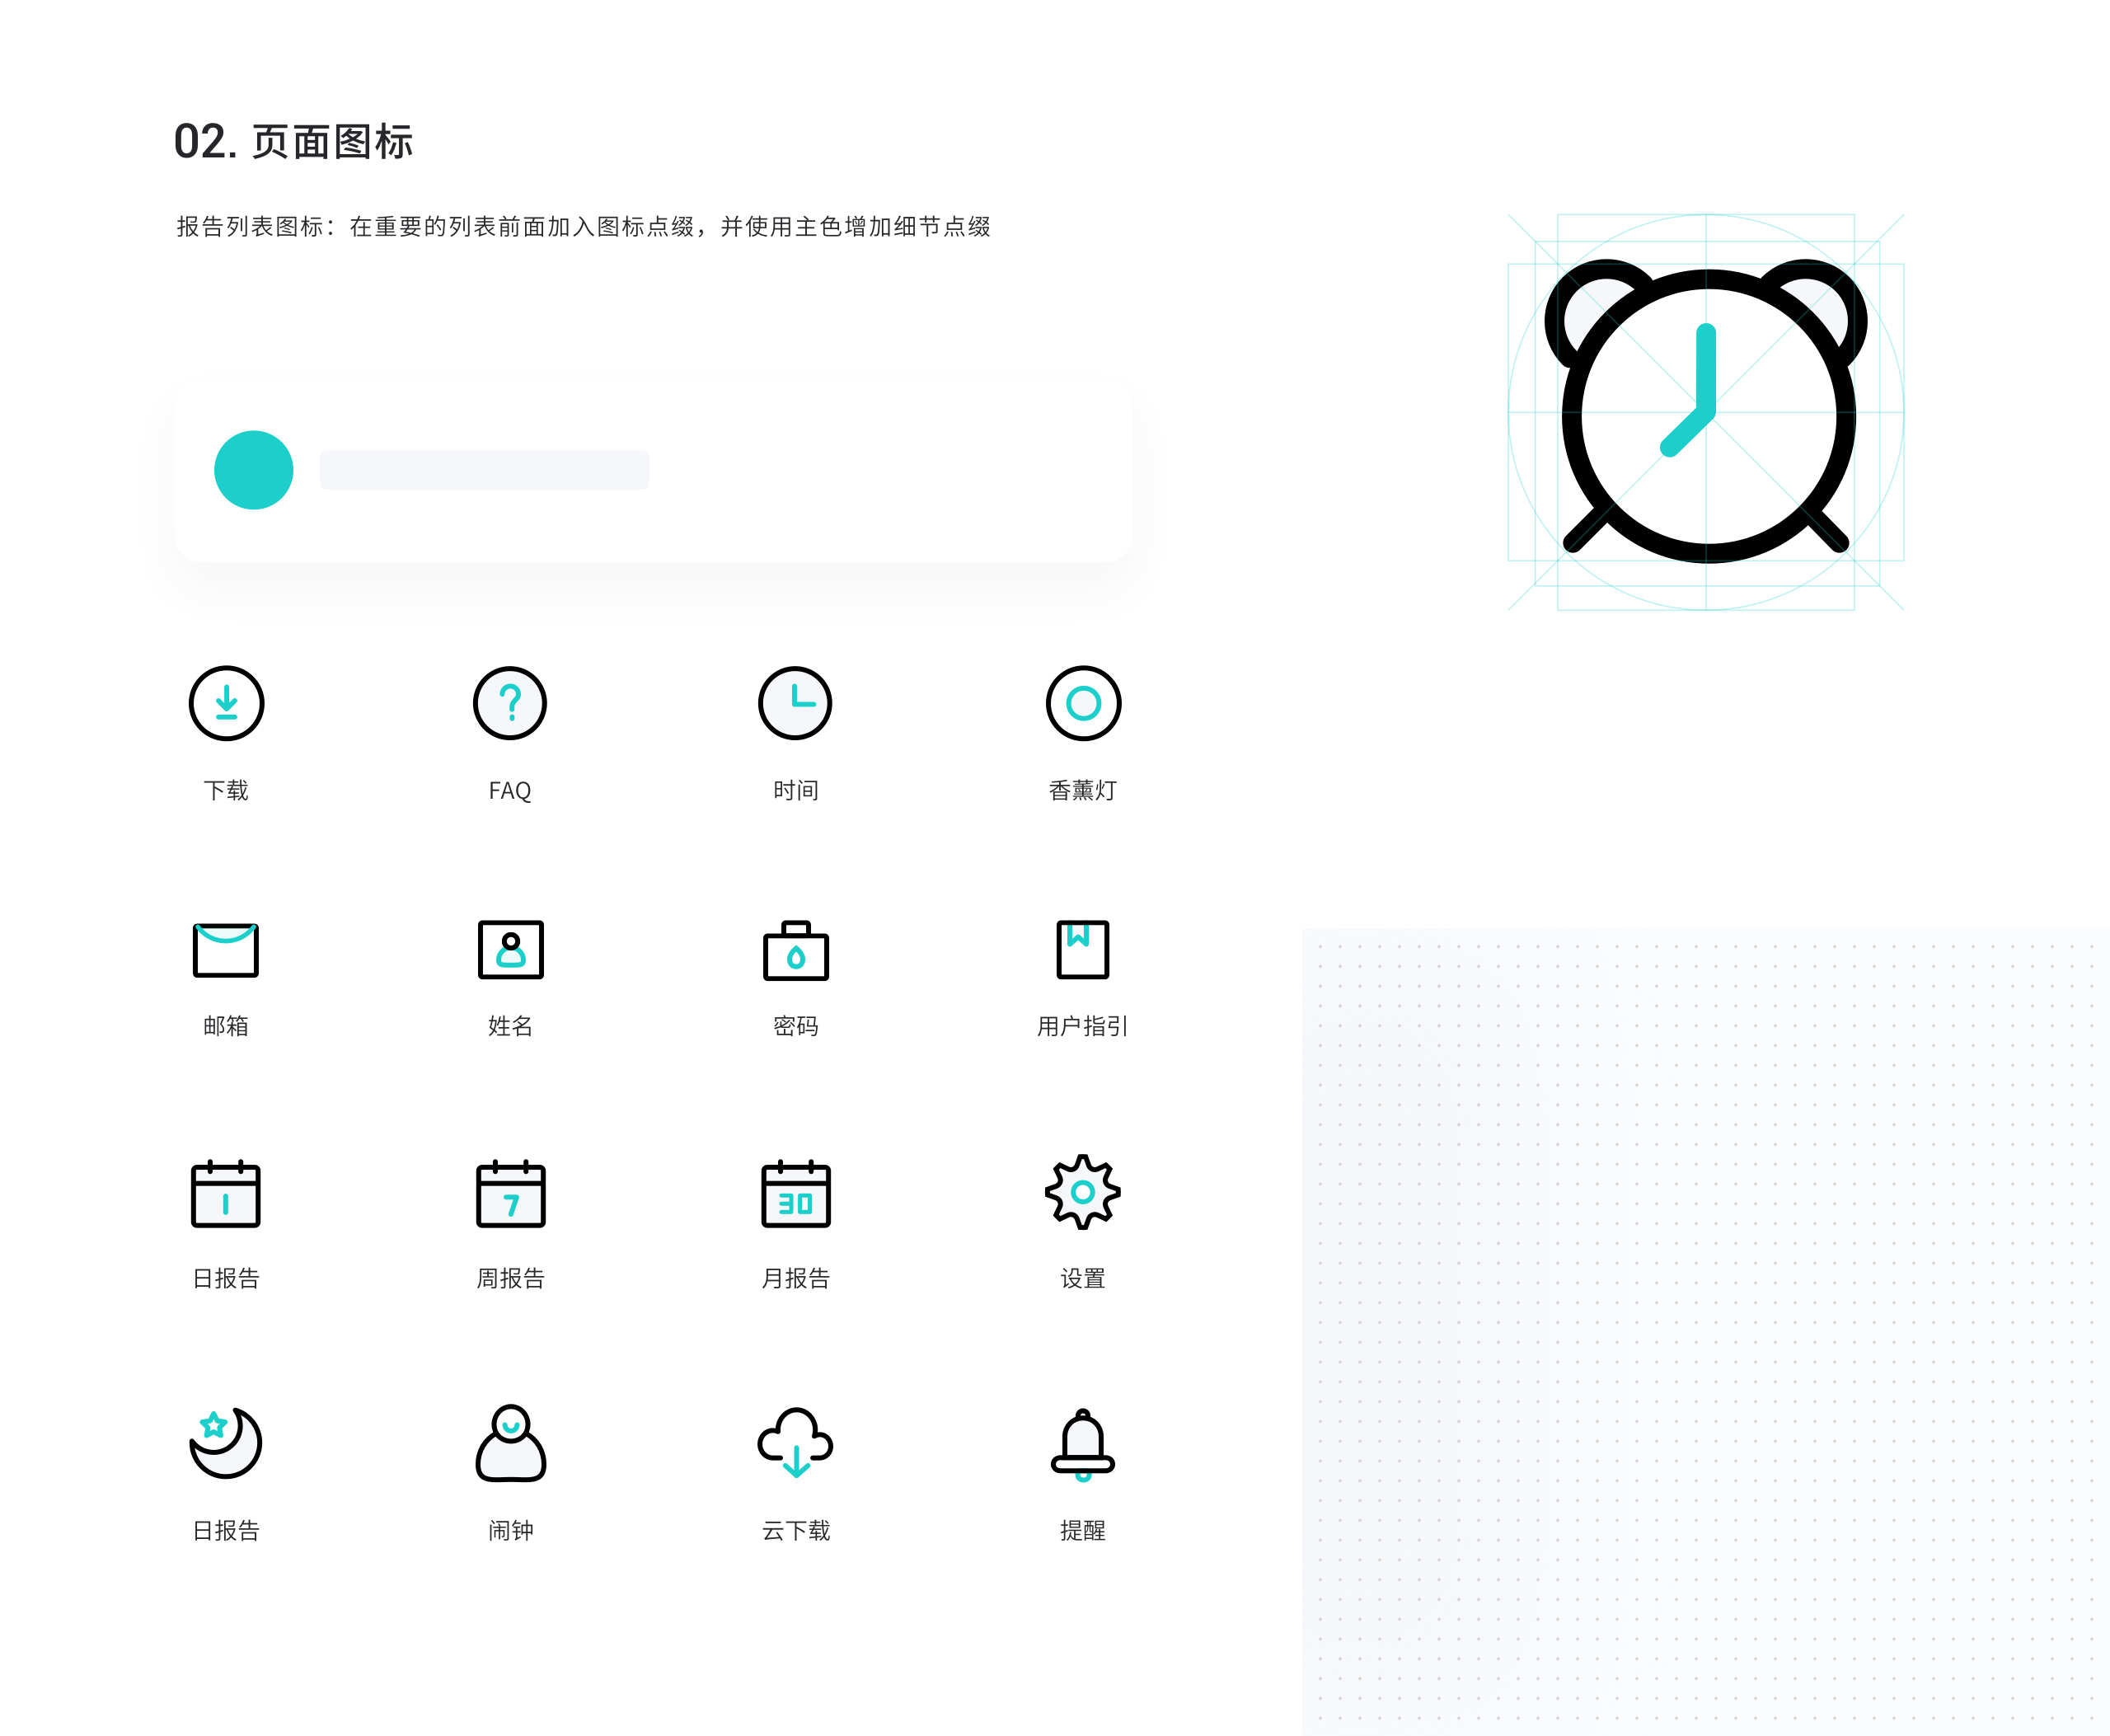 02. 页面图标
报告列表图标：在重要的列表前面加入图标点缀，并使用主色增加细节点缀
下载
FAQ
时间
香薰灯
邮箱
姓名
密码
用户指引
1
7
30
日报告
周报告
月报告
设置
日报告
闹钟
云下载
提醒